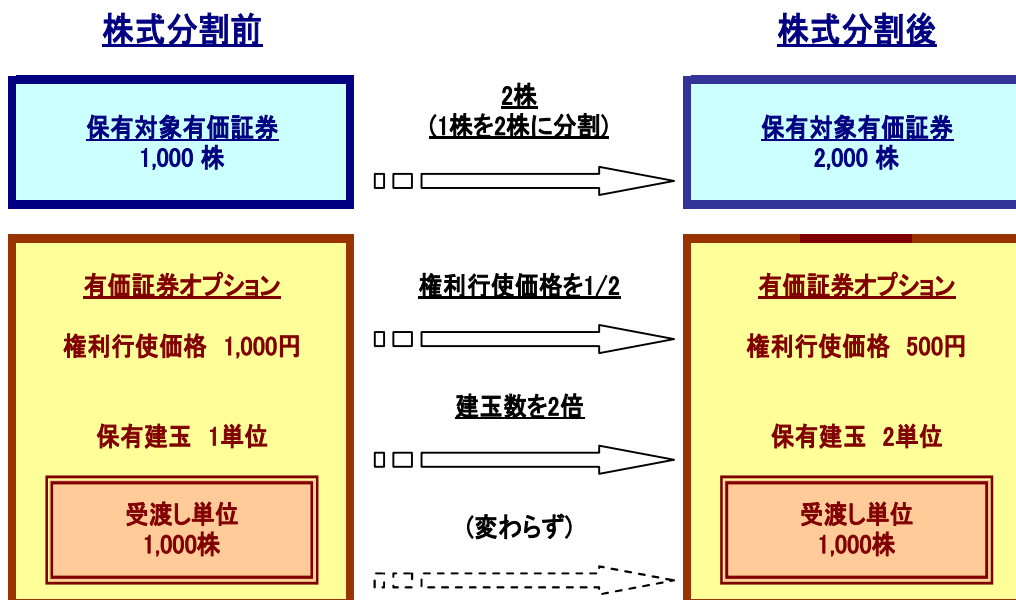 株式分割前
株式分割後
保有対象有価証券
1,000 株
2株
(1株を2株に分割)
保有対象有価証券
2,000 株
有価証券オプション
権利行使価格 1,000円
保有建玉 1単位
受渡し単位
1,000株
権利行使価格を1/2
建玉数を2倍
(変わらず)
有価証券オプション
権利行使価格 500円
保有建玉 2単位
受渡し単位
1,000株